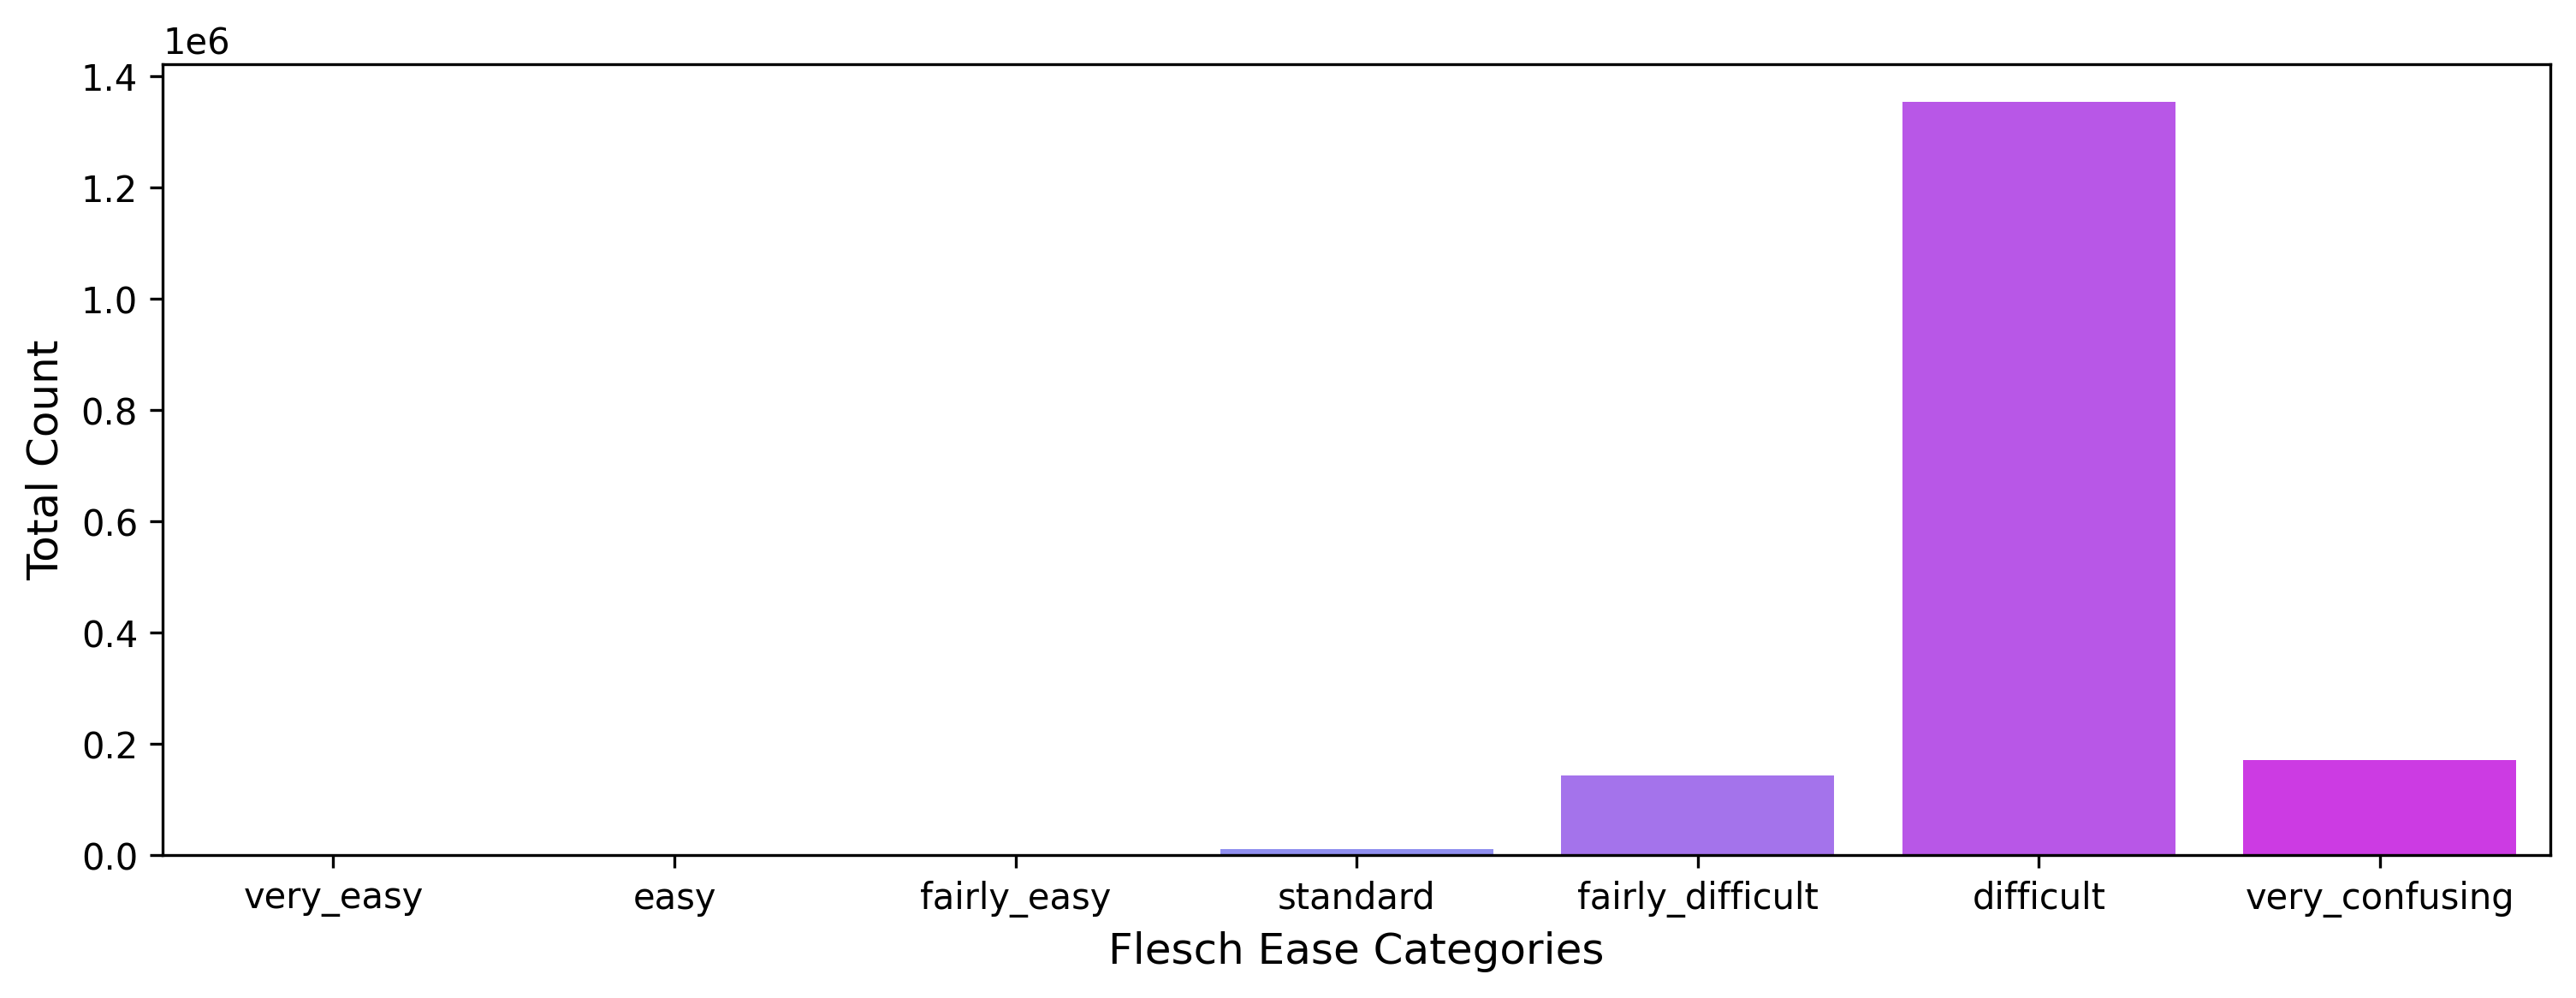 1e6
1.4
1.2
1.0
0.8
0.6
0.4
0.2
0.0
Total Count
very_easy easy fairly_easy standard fairly_difficult difficult very_confusing
Flesch Ease Categories